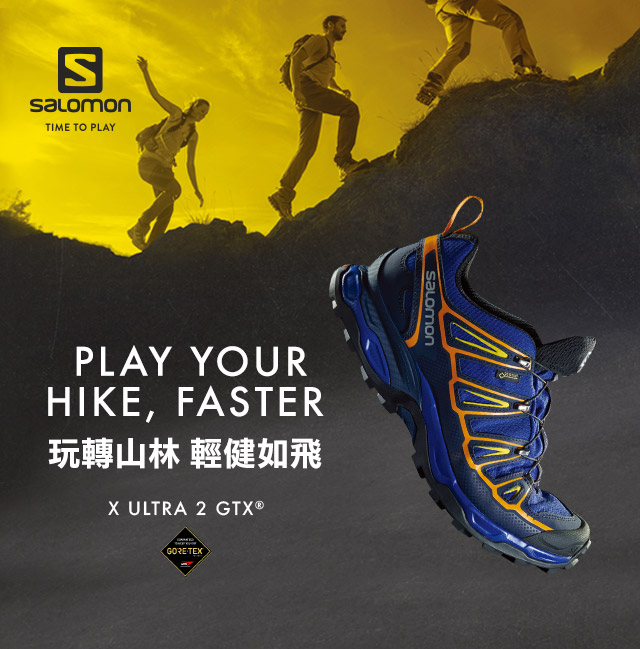 S
SALOMON
TIME TO PLAY
SALOMON
PLAY YOUR
HIKE, FASTER
玩轉山林 輕健如飛
X ULTRA 2 GTX®
GORE-TEX